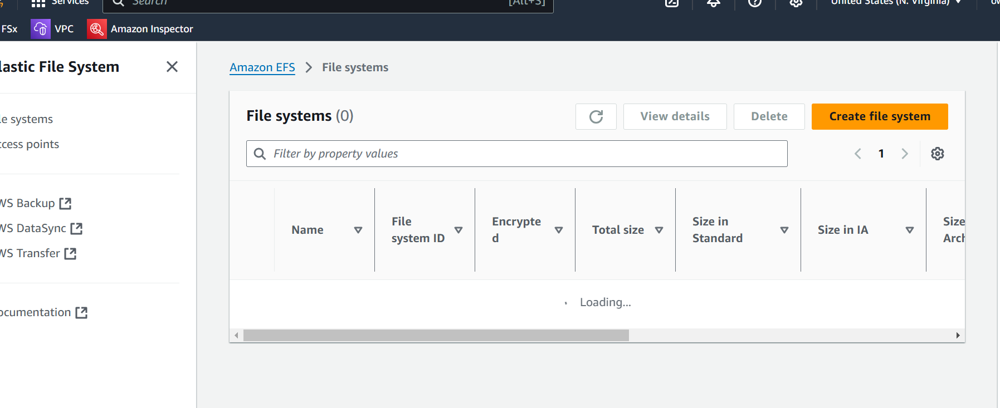 Services
Search
[Alt+S]
United States (N. Virginia)
FSx
VPC
Amazon Inspector
lastic File System
le systems
ccess points
WS Backup
WS DataSync
WS Transfer
ocumentation
Amazon EFS
File systems
File systems (0)
View details
Delete
Create file system
Filter by property values
1
Name
File
system ID
Encrypte
d
Total size
Size in
Standard
Size in IA
Size
Arch
Loading...